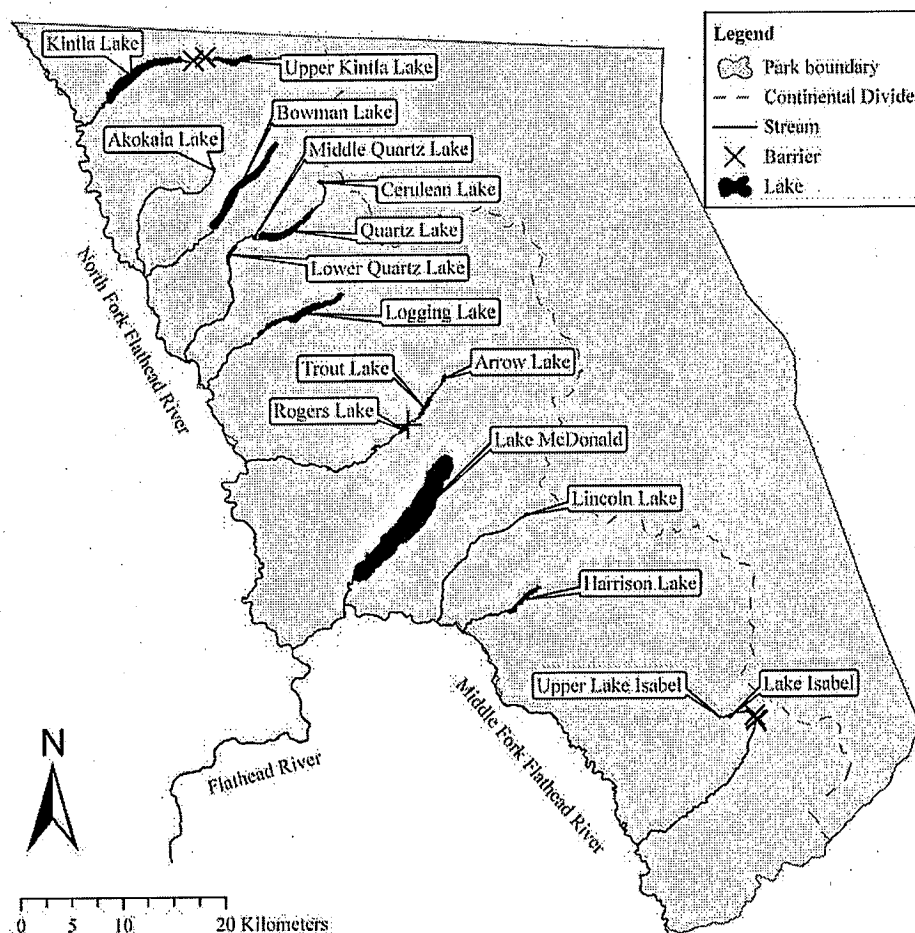 Kintla Lake
Upper Kintla Lake
Bowman Lake
Akokala Lake
Middle Quartz Lake
Cerulean Lake
Quartz Lake
Lower Quartz Lake
Logging Lake
North Fork Flathead River
Trout Lake
Arrow Lake
Rogers Lake
Lake McDonald
Lincoln Lake
Harrison Lake
Upper Lake Isabel
Lake Isabel
Middle Fork Flathead River
Flathead River
N
0 5 10 20 Kilometers
Legend
Park boundary
Continental Divide
Stream
Barrier
Lake